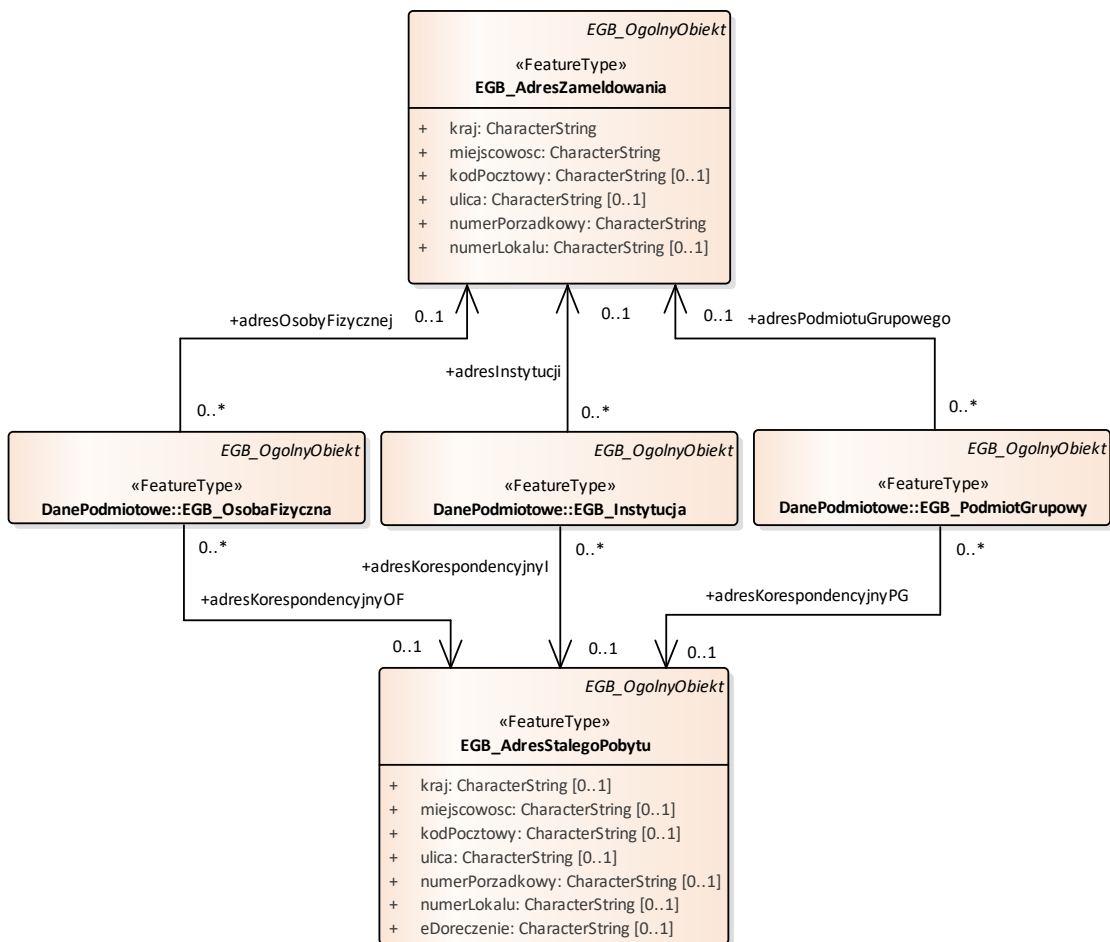 EGB_OgolnyObiekt
«FeatureType»
EGB_AdresZameldowania
+ kraj: CharacterString
+ miejscowosc: CharacterString
+ kodPocztowy: CharacterString [0..1]
+ ulica: CharacterString [0..1]
+ numerPorzadkowy: CharacterString
+ numerLokalu: CharacterString [0..1]
+adresOsobyFizycznej 0..1 0..1 0..1 +adresPodmiotuGrupowego
+adresInstytucji
0..* 0..* 0..*
EGB_OgolnyObiekt
«FeatureType»
DanePodmiotowe::EGB_OsobaFizyczna
EGB_OgolnyObiekt
«FeatureType»
DanePodmiotowe::EGB_Instytucja
EGB_OgolnyObiekt
«FeatureType»
DanePodmiotowe::EGB_PodmiotGrupowy
0..* 0..* 0..*
+adresKorespondencyjnyI
+adresKorespondencyjnyOF +adresKorespondencyjnyPG
0..1 0..1 0..1
EGB_OgolnyObiekt
«FeatureType»
EGB_AdresStalegoPobytu
+ kraj: CharacterString [0..1]
+ miejscowosc: CharacterString [0..1]
+ kodPocztowy: CharacterString [0..1]
+ ulica: CharacterString [0..1]
+ numerPorzadkowy: CharacterString [0..1]
+ numerLokalu: CharacterString [0..1]
+ eDoreczenie: CharacterString [0..1]